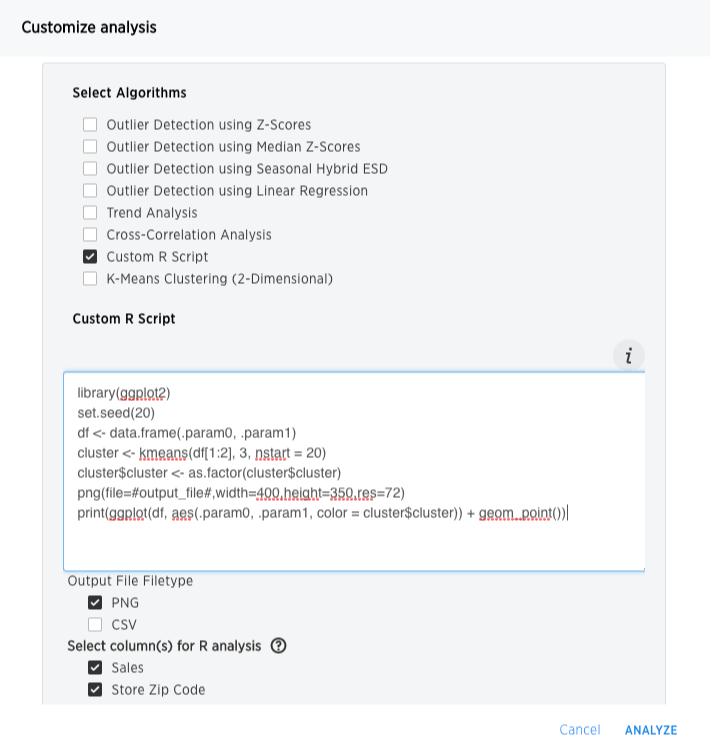 Customize analysis
Select Algorithms
Outlier Detection using Z-Scores
Outlier Detection using Median Z-Scores
Outlier Detection using Seasonal Hybrid ESD
Outlier Detection using Linear Regression
Trend Analysis
Cross-Correlation Analysis
Custom R Script
K-Means Clustering (2-Dimensional)
Custom R Script
i
library(ggplot2)
set.seed(20)
df <- data.frame(.param0, .param1)
cluster <- kmeans(df[1:2], 3, nstart = 20)
cluster$cluster <- as.factor(cluster$cluster)
png(file=#output_file#,width=400,height=350,res=72)
print(ggplot(df, aes(.param0, .param1, color = cluster$cluster)) + geom_point())
Output File Filetype
PNG
CSV
Select column(s) for R analysis ?
Sales
Store Zip Code
Cancel ANALYZE